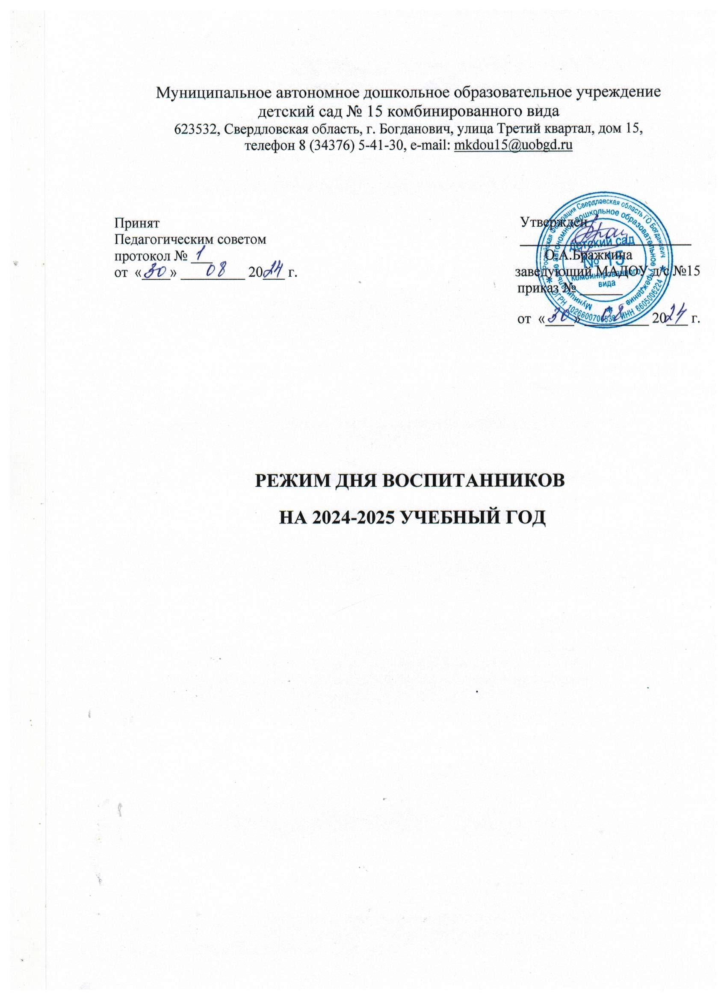 Муниципальное автономное дошкольное образовательное учреждение
детский сад № 15 комбинированного вида
623532, Свердловская область, г. Богданович, улица Третий квартал, дом 15,
телефон 8 (34376) 5-41-30, e-mail: mkdou15@uobgd.ru
Принят
Педагогическим советом
протокол № 1
от «30» 08 2024 г.
Утвержден
О.А.Бражкина
заведующий МАДОУ д/с №15
приказ № ______
от «30» 08 2024 г.
Российская Федерация Свердловская область ГО Богданович
ОГРН 1026600706538 ИНН 6605006224
Муниципальное автономное дошкольное образовательное учреждение
детский сад
№ 15
комбинированного
вида
РЕЖИМ ДНЯ ВОСПИТАННИКОВ
НА 2024-2025 УЧЕБНЫЙ ГОД